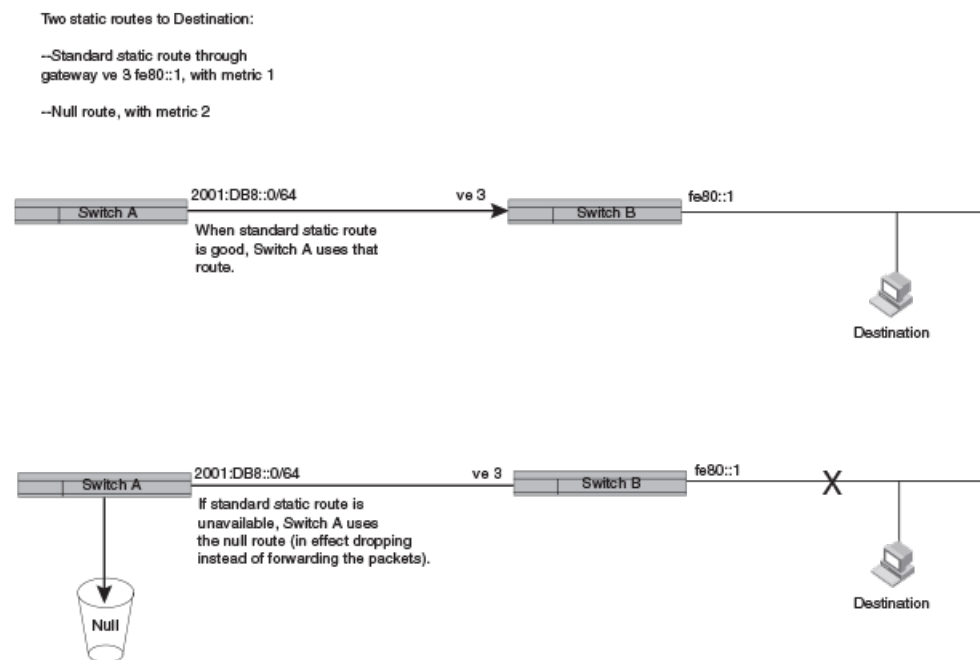 Two static routes to Destination:
--Standard static route through
gateway ve 3 fe80::1, with metric 1
--Null route, with metric 2
2001:DB8::0/64
ve 3
fe80::1
Switch A
Switch B
When standard static route
is good, Switch A uses that
route.
Destination
2001:DB8::0/64
ve 3
fe80::1
X
Switch A
Switch B
If standard static route is
unavailable, Switch A uses
the null route (in effect dropping
instead of forwarding the packets).
Destination
Null